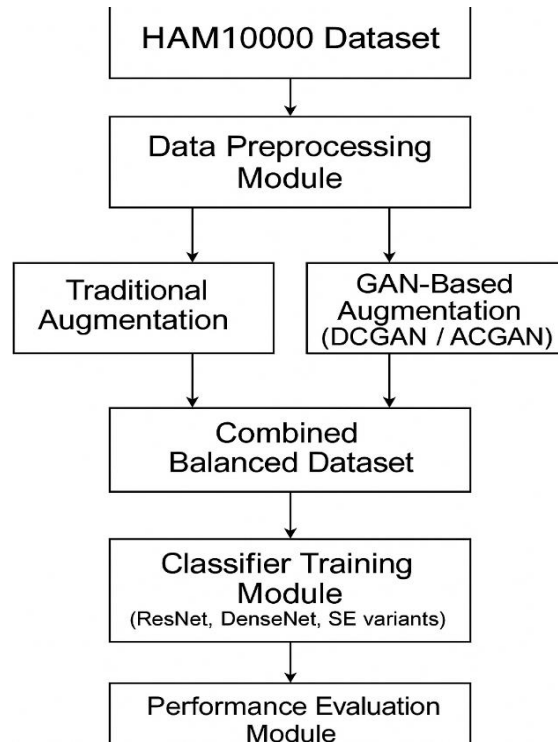 HAM10000 Dataset
Data Preprocessing
Module
Traditional
Augmentation
GAN-Based
Augmentation
(DCGAN / ACGAN)
Combined
Balanced Dataset
Classifier Training
Module
(ResNet, DenseNet, SE variants)
Performance Evaluation
Module